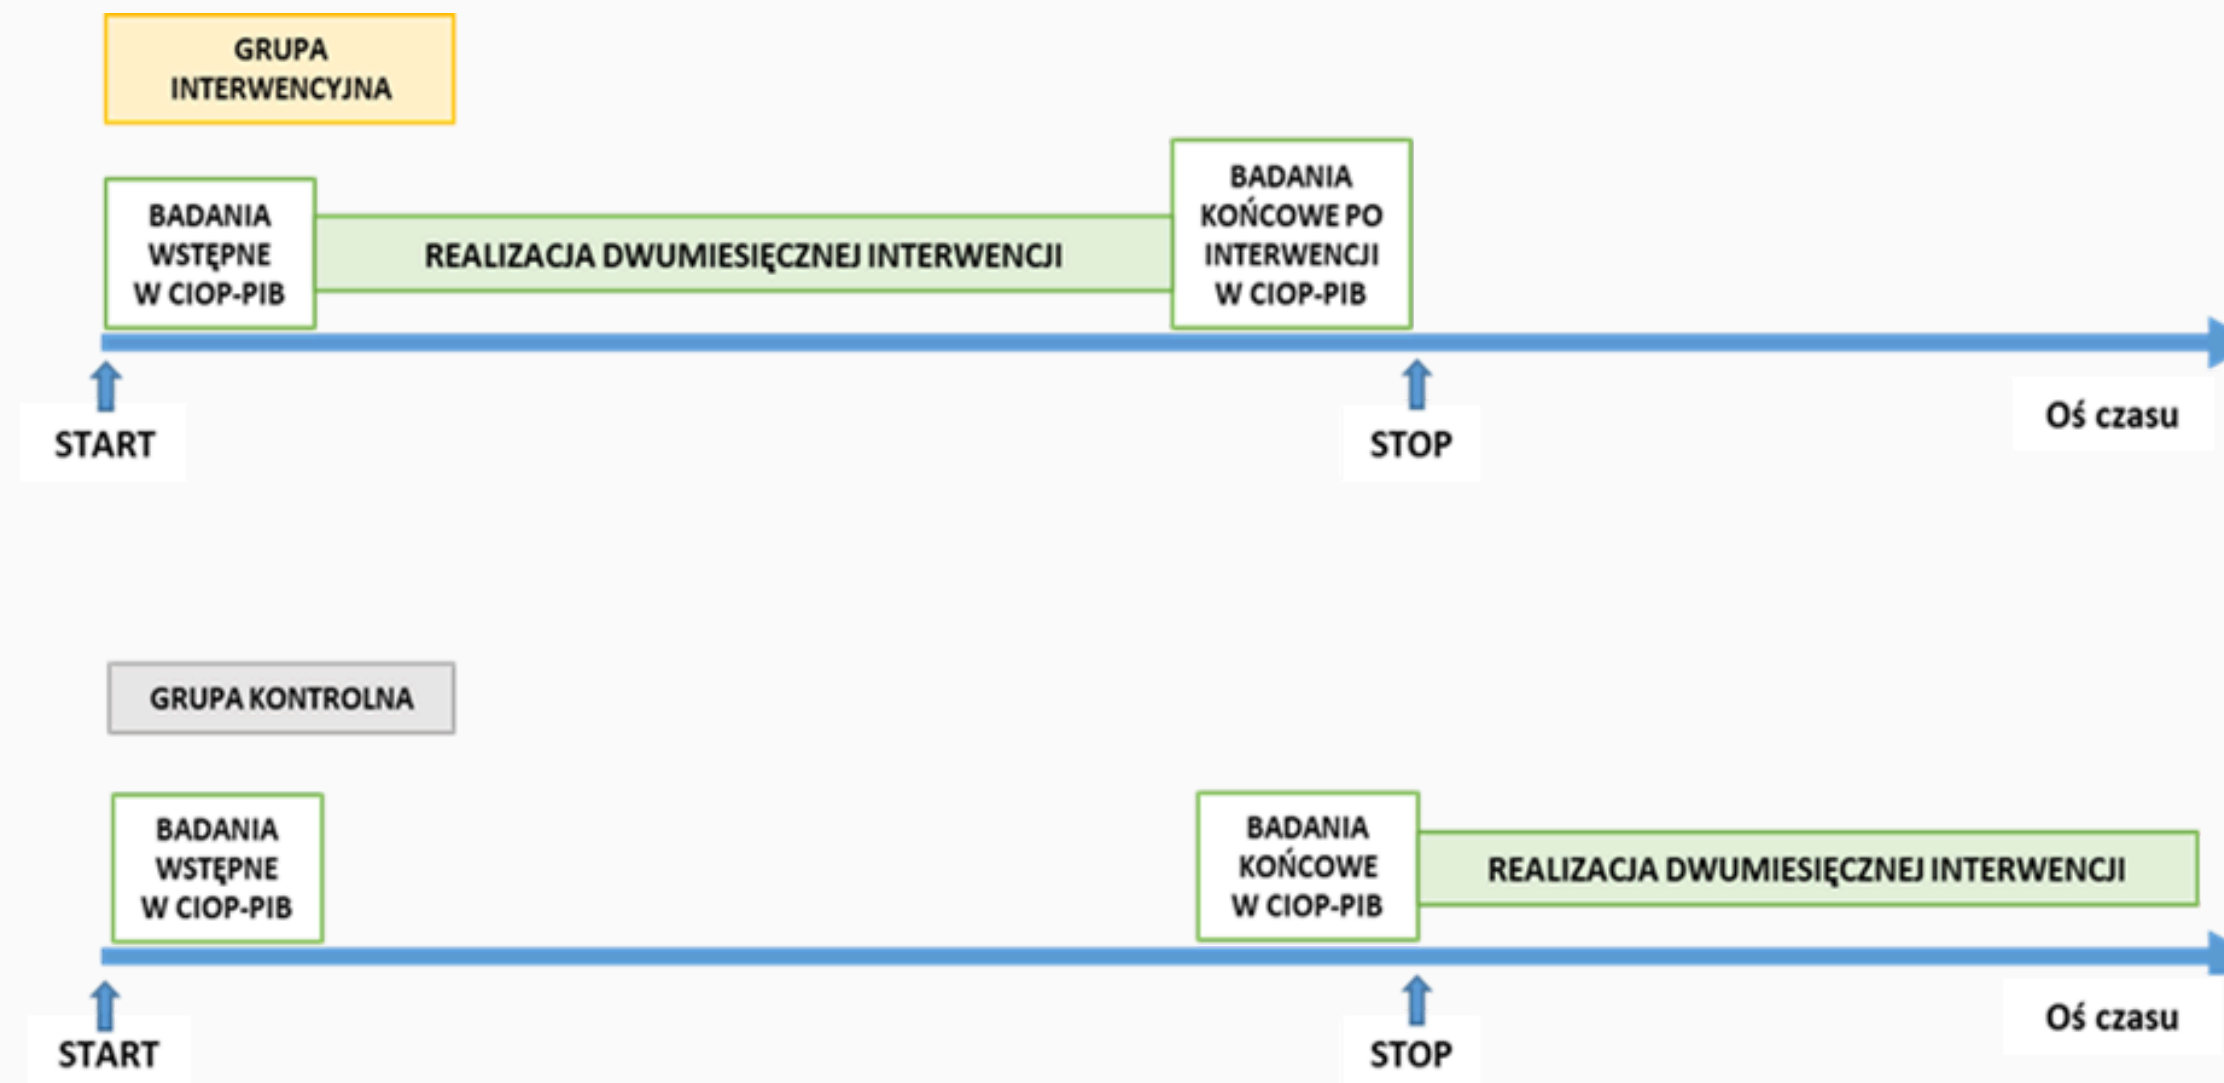 GRUPA
INTERWENCYJNA
BADANIA
WSTĘPNE
W CIOP-PIB
REALIZACJA DWUMIESIĘCZNEJ INTERWENCJI
BADANIA
KOŃCOWE PO
INTERWENCJI
W CIOP-PIB
START
STOP
Oś czasu
GRUPA KONTROLNA
BADANIA
WSTĘPNE
W CIOP-PIB
BADANIA
KOŃCOWE
W CIOP-PIB
REALIZACJA DWUMIESIĘCZNEJ INTERWENCJI
START
STOP
Oś czasu